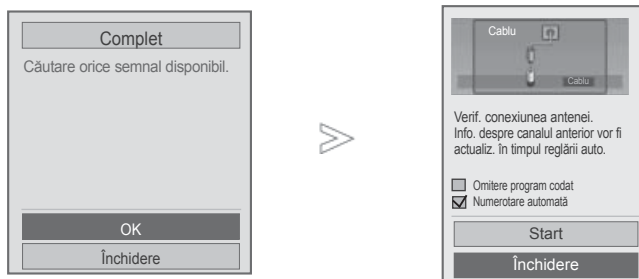 Complet
Căutare orice semnal disponibil.
OK
Închidere
Cablu
Cablu
Verif. conexiunea antenei.
Info. despre canalul anterior vor fi
actualiz. în timpul reglării auto.
Omitere program codat
Numerotare automată
Start
Închidere